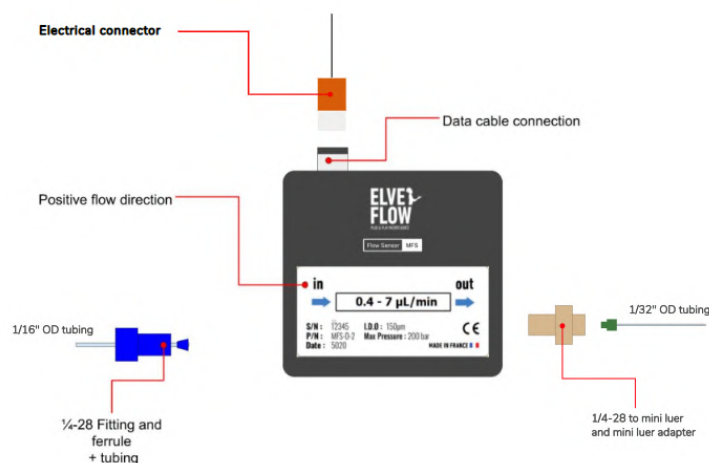 Electrical connector
Data cable connection
Positive flow direction
ELVE
FLOW
Flow Sensor MFS
in out
0.4 - 7 µL/min
S/N : 12345 I.D.O : 150µm
P/N : MFS-D-2 Max Pressure : 200 bar
Date : 5020 MADE IN FRANCE
CE
1/16" OD tubing
1/32" OD tubing
¼-28 Fitting and
ferrule
+ tubing
1/4-28 to mini luer
and mini luer adapter